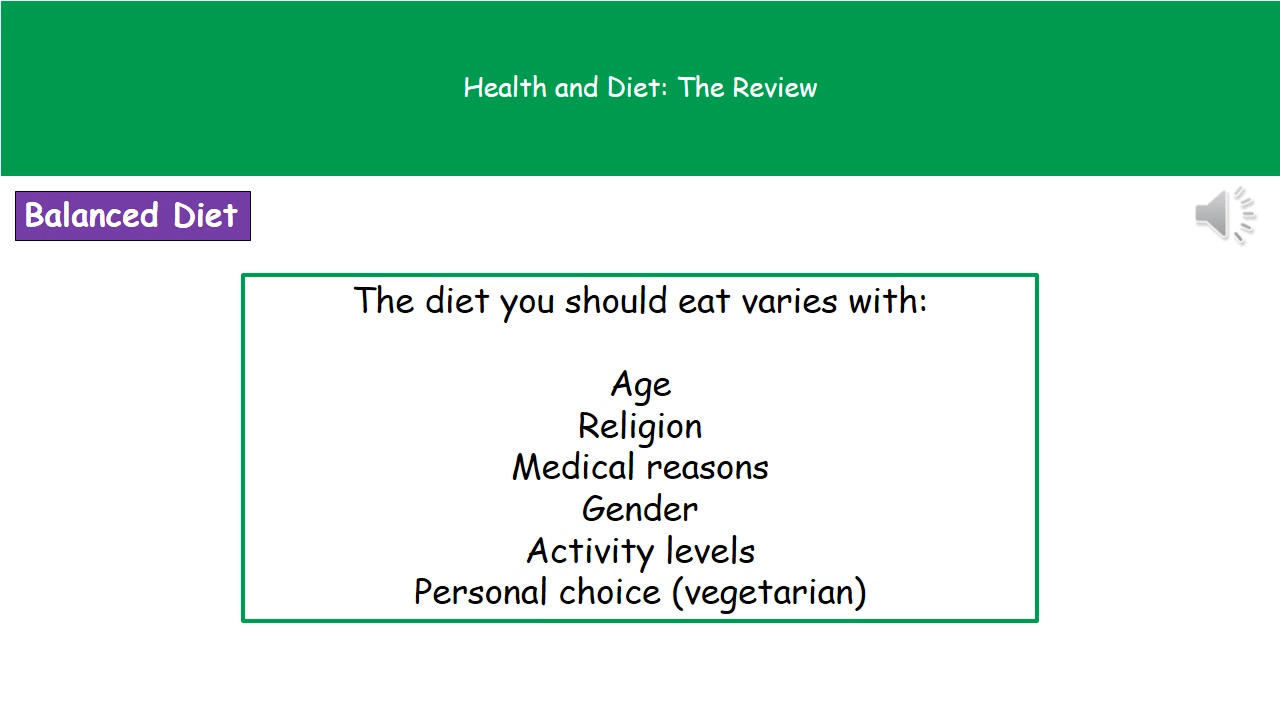 Health and Diet: The Review
Balanced Diet
The diet you should eat varies with:
Age
Religion
Medical reasons
Gender
Activity levels
Personal choice (vegetarian)